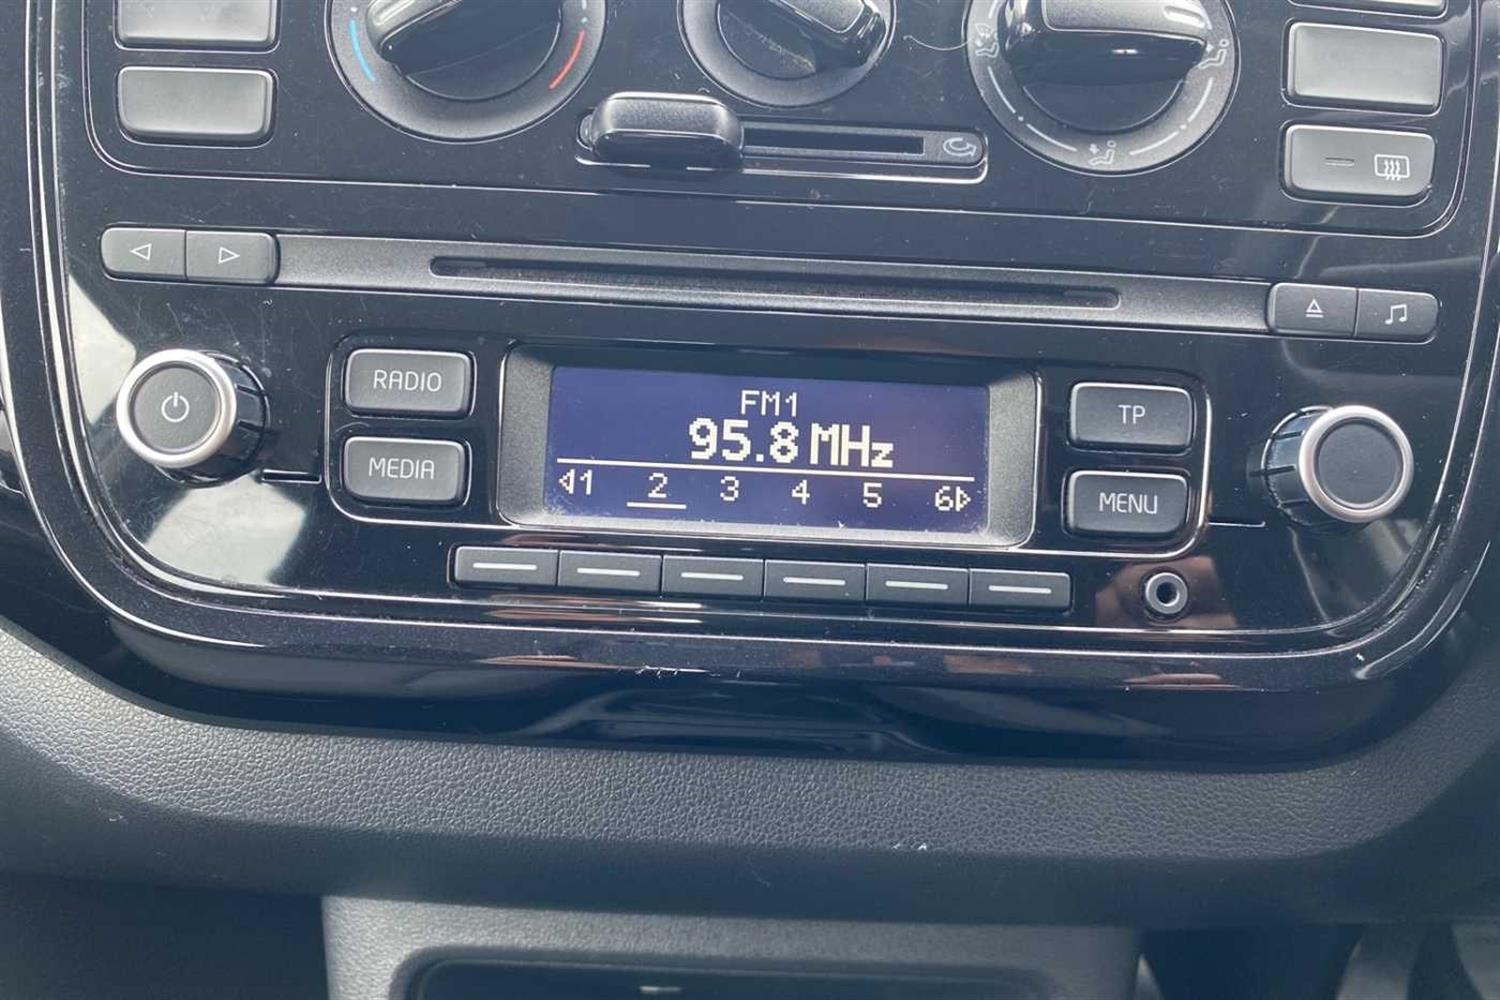 RADIO
MEDIA
FM1
95.8 MHz
1 2 3 4 5 6
TP
MENU